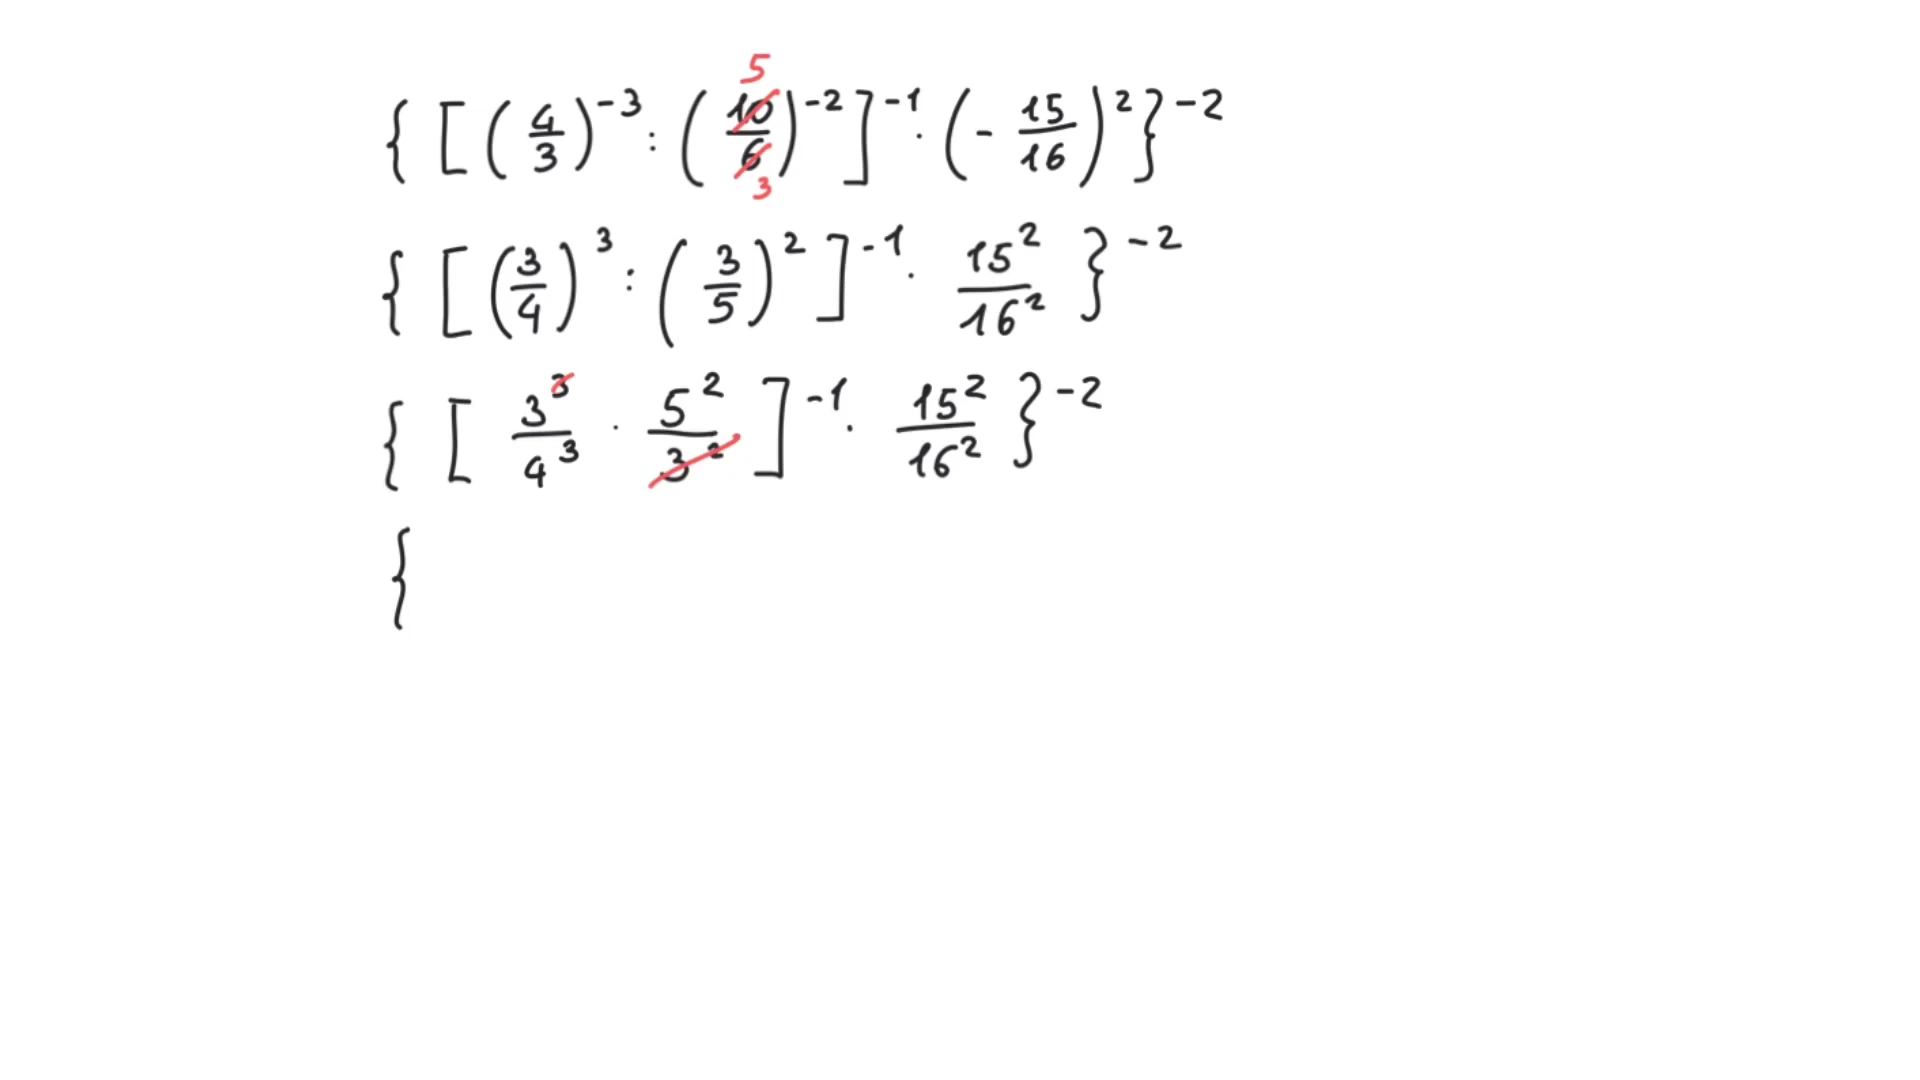 { [ (4/3)^-3 : (10/6)^-2 ]^-1 · (- 15/16)^2 }^-2 5 3
{ [ (3/4)^3 : (3/5)^2 ]^-1 · 15^2/16^2 }^-2
{ [ 3^3/4^3 · 5^2/3^2 ]^-1 · 15^2/16^2 }^-2
{